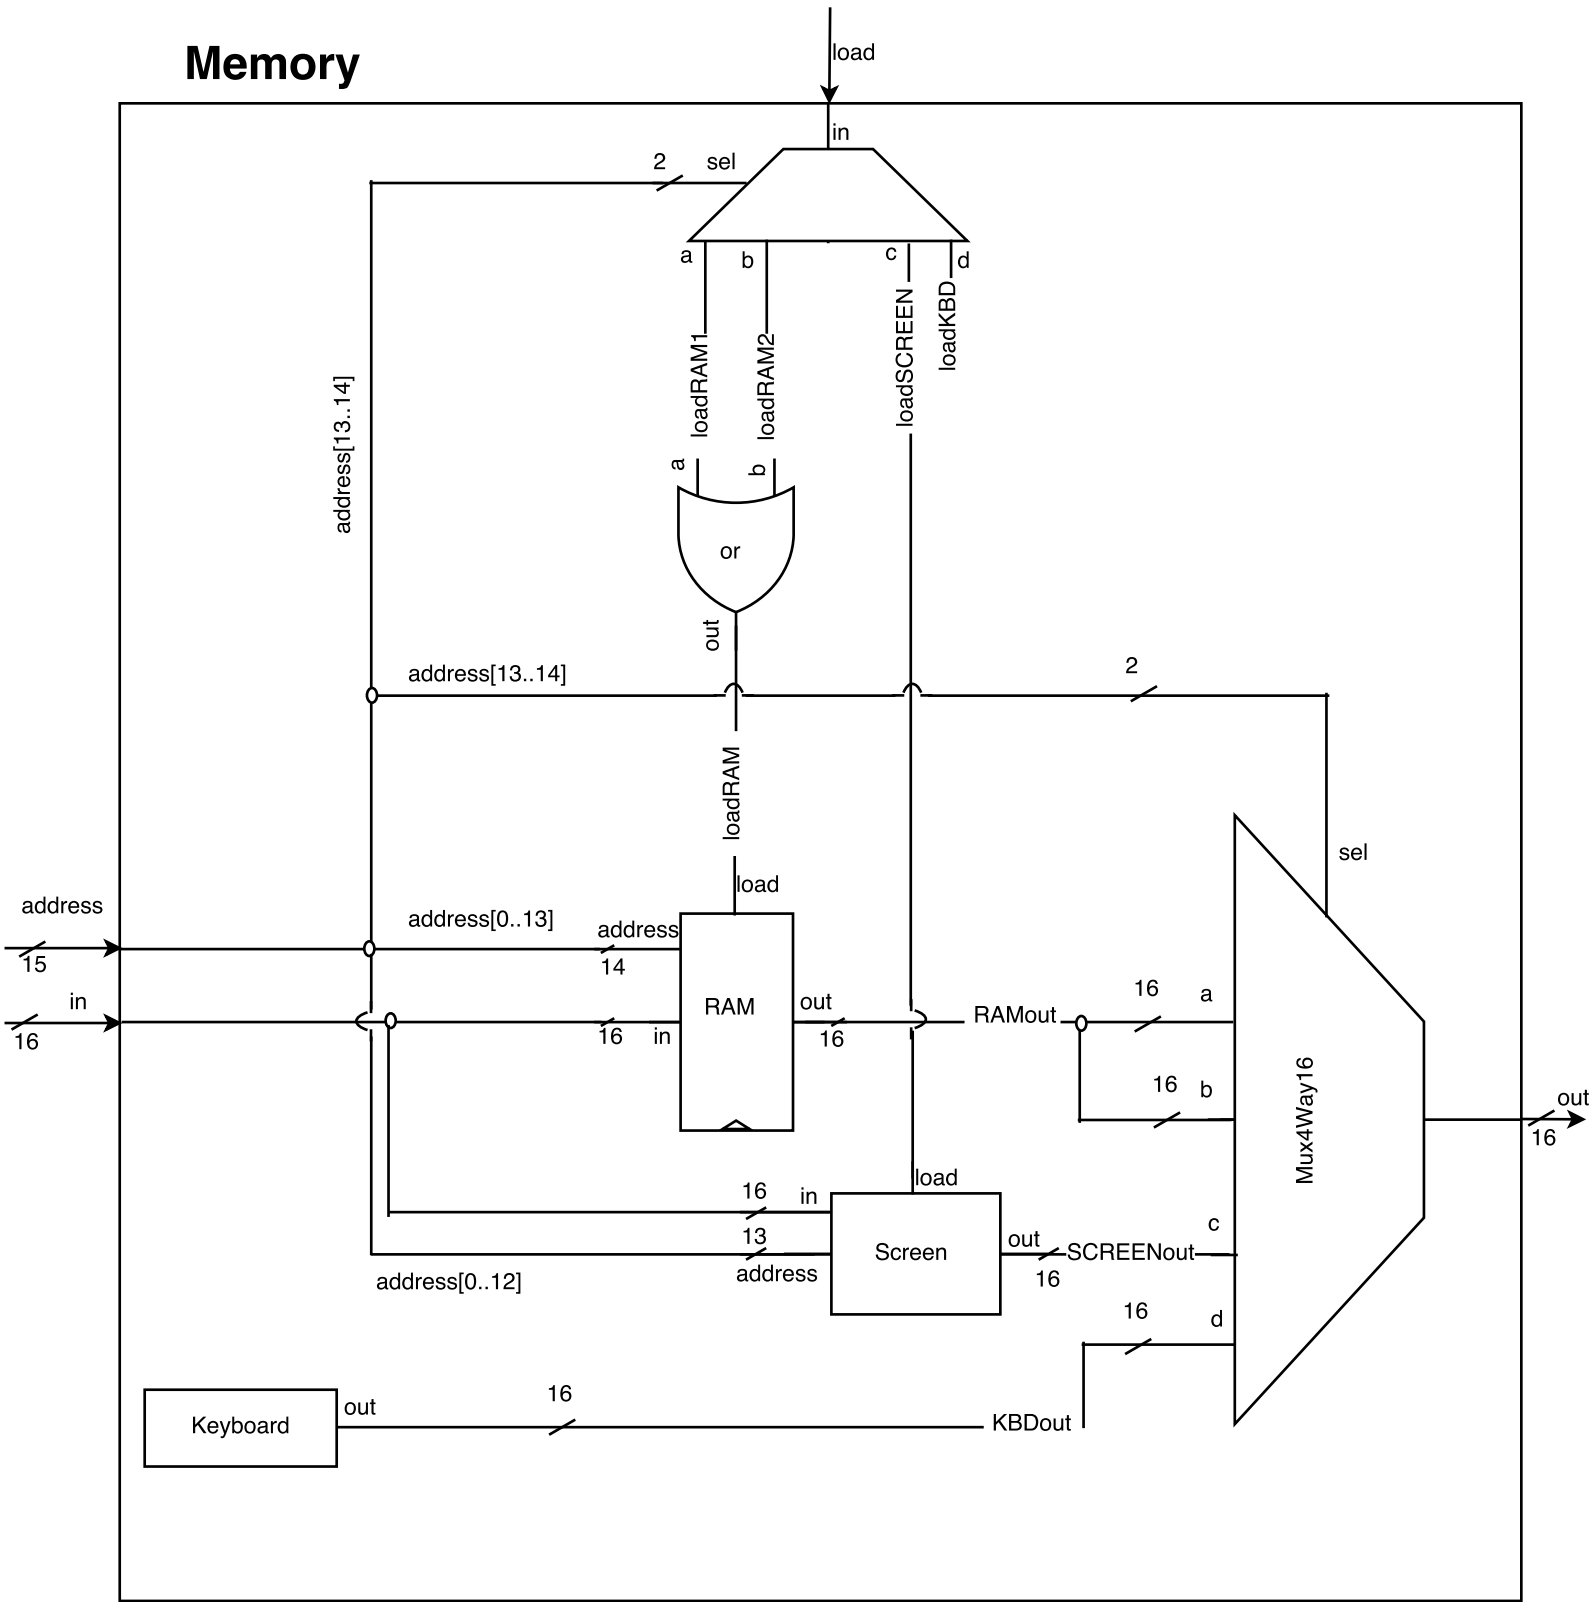 load
Memory
in
2
sel
a
b
c
d
loadRAM1
loadRAM2
loadSCREEN
loadKBD
address[13..14]
a
b
or
out
address[13..14]
2
loadRAM
sel
load
address
address[0..13]
address
15
14
in
RAM
out
RAMout
16
a
16
16
in
16
16
b
Mux4Way16
out
16
load
16
in
13
Screen
out
SCREENout
c
address
16
address[0..12]
16
d
Keyboard
out
16
KBDout